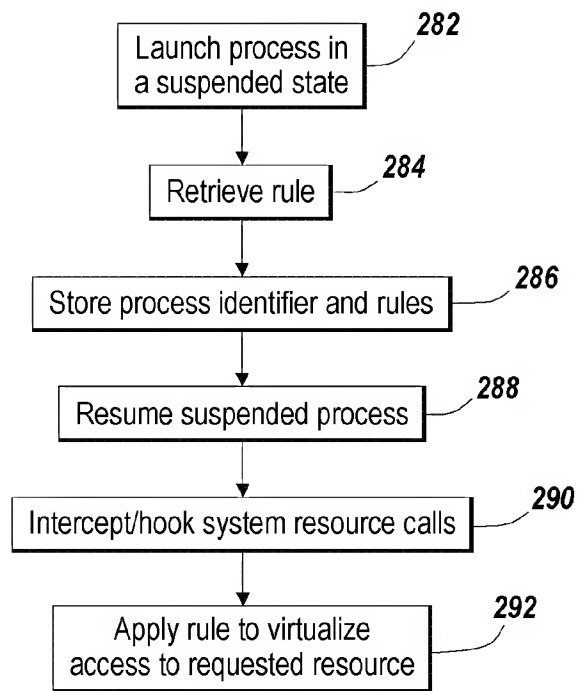 Launch process in
a suspended state
282
Retrieve rule
284
Store process identifier and rules
286
Resume suspended process
288
Intercept/hook system resource calls
290
Apply rule to virtualize
access to requested resource
292